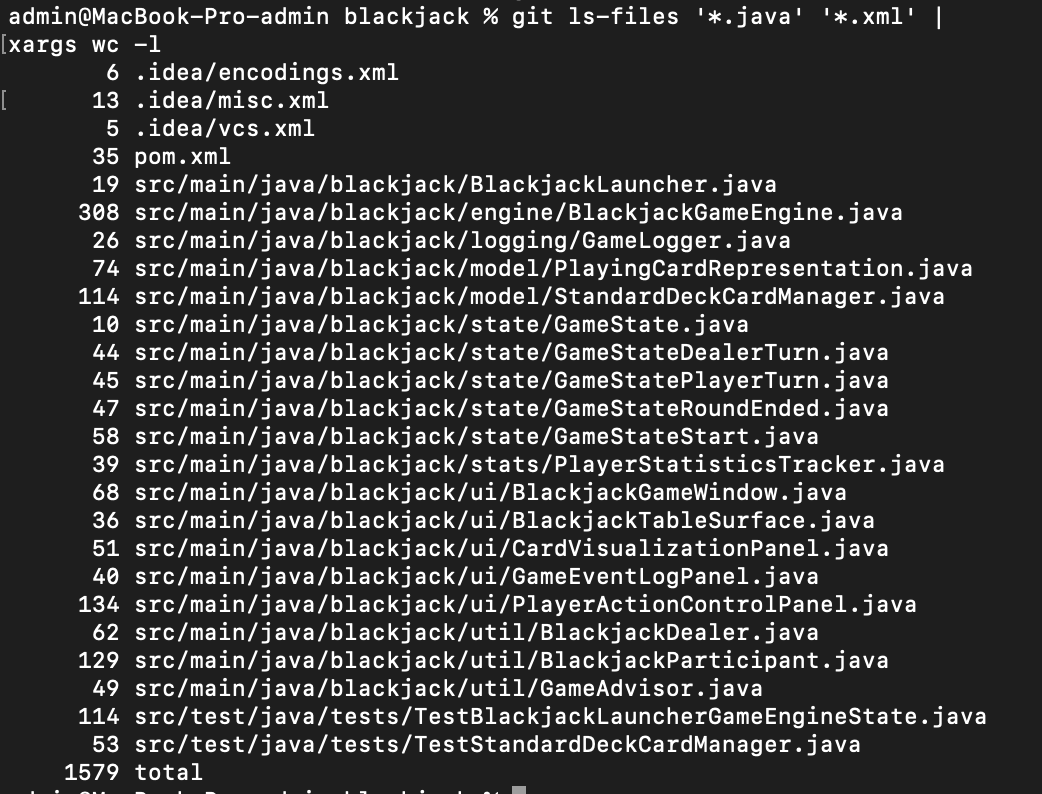 admin@MacBook-Pro-admin blackjack % git ls-files '*.java' '*.xml' |
[xargs wc -l
6 .idea/encodings.xml
[ 13 .idea/misc.xml
5 .idea/vcs.xml
35 pom.xml
19 src/main/java/blackjack/BlackjackLauncher.java
308 src/main/java/blackjack/engine/BlackjackGameEngine.java
26 src/main/java/blackjack/logging/GameLogger.java
74 src/main/java/blackjack/model/PlayingCardRepresentation.java
114 src/main/java/blackjack/model/StandardDeckCardManager.java
10 src/main/java/blackjack/state/GameState.java
44 src/main/java/blackjack/state/GameStateDealerTurn.java
45 src/main/java/blackjack/state/GameStatePlayerTurn.java
47 src/main/java/blackjack/state/GameStateRoundEnded.java
58 src/main/java/blackjack/state/GameStateStart.java
39 src/main/java/blackjack/stats/PlayerStatisticsTracker.java
68 src/main/java/blackjack/ui/BlackjackGameWindow.java
36 src/main/java/blackjack/ui/BlackjackTableSurface.java
51 src/main/java/blackjack/ui/CardVisualizationPanel.java
40 src/main/java/blackjack/ui/GameEventLogPanel.java
134 src/main/java/blackjack/ui/PlayerActionControlPanel.java
62 src/main/java/blackjack/util/BlackjackDealer.java
129 src/main/java/blackjack/util/BlackjackParticipant.java
49 src/main/java/blackjack/util/GameAdvisor.java
114 src/test/java/tests/TestBlackjackLauncherGameEngineState.java
53 src/test/java/tests/TestStandardDeckCardManager.java
1579 total